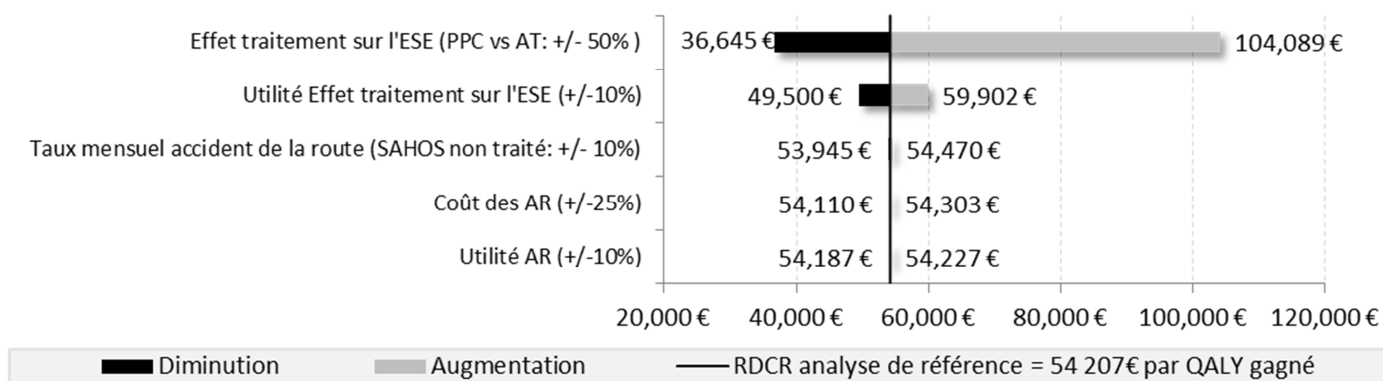 Effet traitement sur l'ESE (PPC vs AT: +/- 50% ) 36,645 € 104,089 €
Utilité Effet traitement sur l'ESE (+/-10%) 49,500 € 59,902 €
Taux mensuel accident de la route (SAHOS non traité: +/- 10%) 53,945 € 54,470 €
Coût des AR (+/-25%) 54,110 € 54,303 €
Utilité AR (+/-10%) 54,187 € 54,227 €
20,000 € 40,000 € 60,000 € 80,000 € 100,000 € 120,000 €
Diminution Augmentation RDCR analyse de référence = 54 207€ par QALY gagné